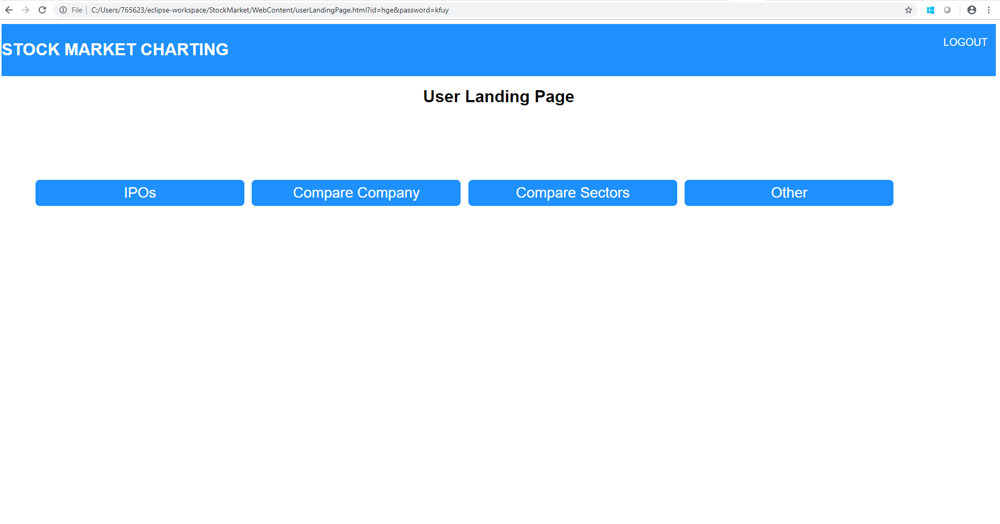 File C:/Users/765623/eclipse-workspace/StockMarket/WebContent/userLandingPage.html?id=hge&password=kfuy
STOCK MARKET CHARTING
LOGOUT
User Landing Page
IPOs
Compare Company
Compare Sectors
Other